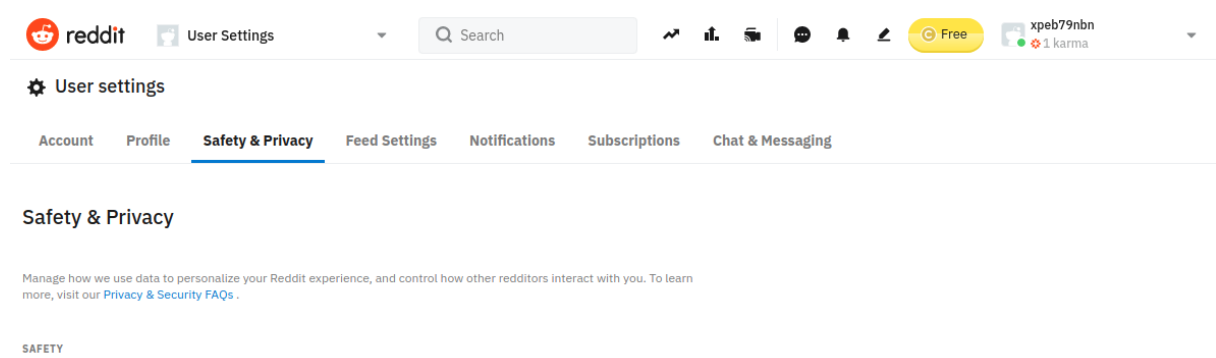 reddit User Settings Search Free xpeb79nbn
1 karma
User settings
Account Profile Safety & Privacy Feed Settings Notifications Subscriptions Chat & Messaging
Safety & Privacy
Manage how we use data to personalize your Reddit experience, and control how other redditors interact with you. To learn
more, visit our Privacy & Security FAQs .
SAFETY